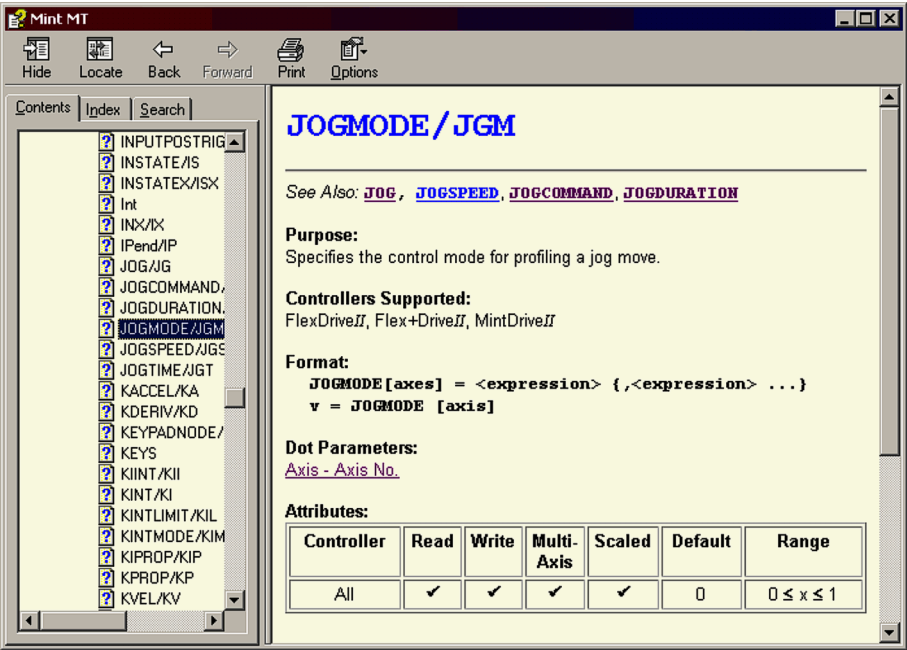 Mint MT
Hide Locate Back Forward Print Options
Contents Index Search
INPUTPOSTRIG
INSTATE/IS
INSTATEX/ISX
Int
INX/IX
IPend/IP
JOG/JG
JOGCOMMAND/
JOGDURATION.
JOGMODE/JGM
JOGSPEED/JGS
JOGTIME/JGT
KACCEL/KA
KDERIV/KD
KEYPADNODE/
KEYS
KIINT/KII
KINT/KI
KINTLIMIT/KIL
KINTMODE/KIM
KIPROP/KIP
KPROP/KP
KVEL/KV
JOGMODE/JGM
See Also: JOG, JOGSPEED, JOGCOMMAND, JOGDURATION
Purpose:
Specifies the control mode for profiling a jog move.
Controllers Supported:
FlexDriveII, Flex+DriveII, MintDriveII
Format:
JOGMODE[axes] = <expression> {,<expression> ...}
v = JOGMODE [axis]
Dot Parameters:
Axis - Axis No.
Attributes:
Controller Read Write Multi-Axis Scaled Default Range
All ✔ ✔ ✔ ✔ 0 0 ≤ x ≤ 1